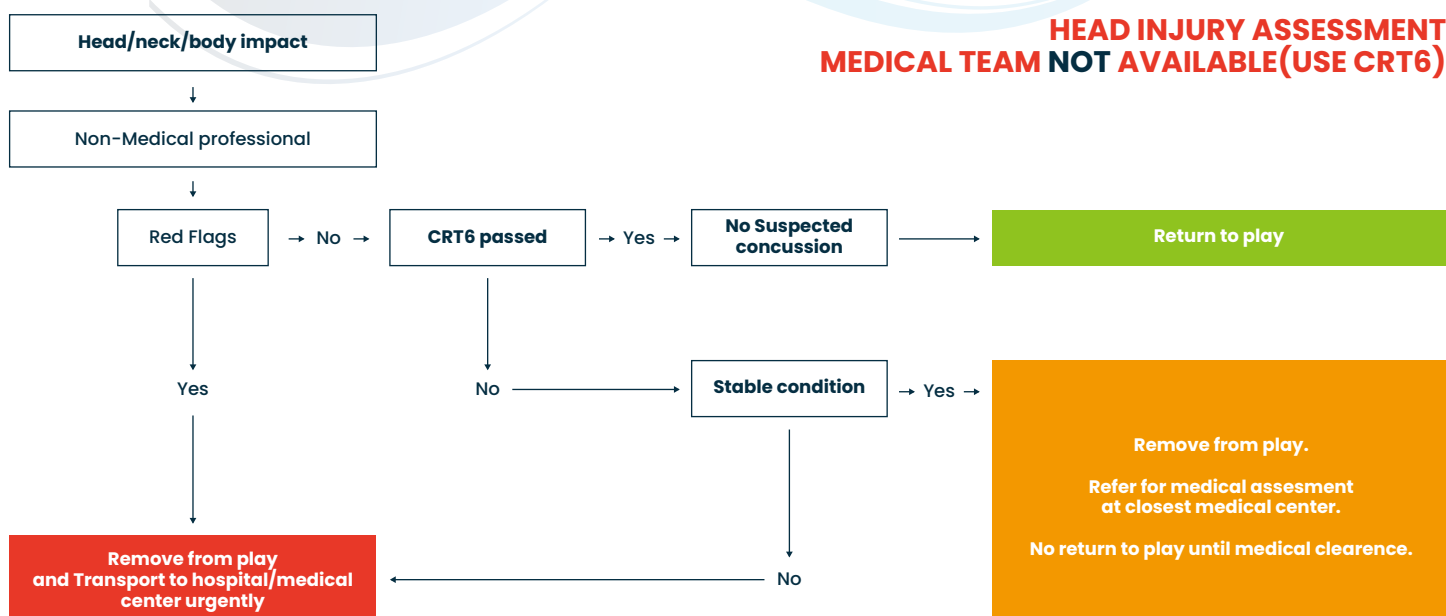 HEAD INJURY ASSESSMENT
MEDICAL TEAM NOT AVAILABLE(USE CRT6)
Head/neck/body impact
Non-Medical professional
Red Flags
No
CRT6 passed
Yes
No Suspected
concussion
Return to play
Yes
No
Stable condition
Yes
Remove from play.
Refer for medical assesment
at closest medical center.
No return to play until medical clearence.
Remove from play
and Transport to hospital/medical
center urgently
No